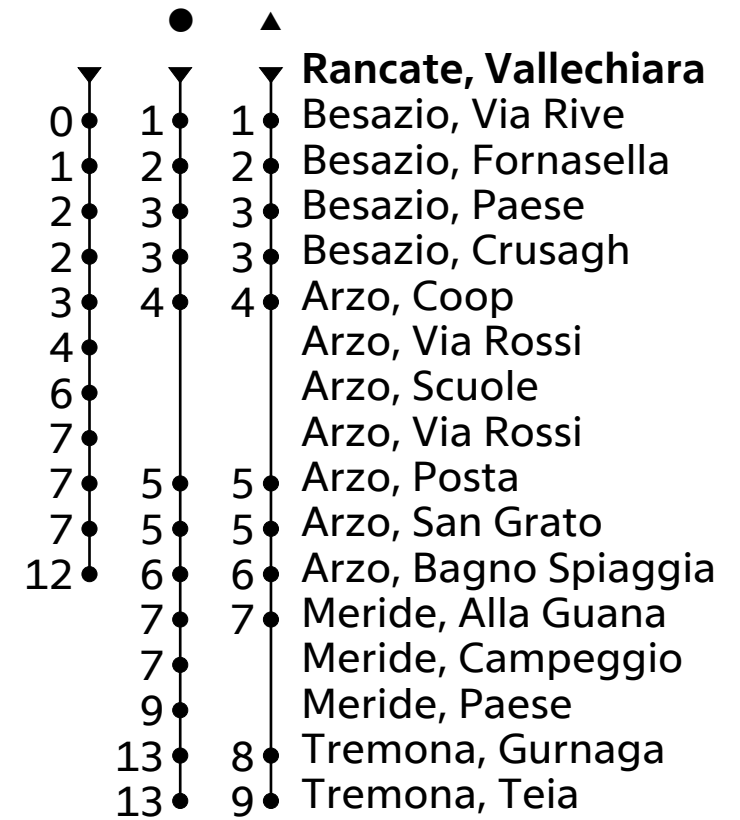 Rancate, Vallechiara
0 1 1 Besazio, Via Rive
1 2 2 Besazio, Fornasella
2 3 3 Besazio, Paese
2 3 3 Besazio, Crusagh
3 4 4 Arzo, Coop
4 Arzo, Via Rossi
6 Arzo, Scuole
7 Arzo, Via Rossi
7 5 5 Arzo, Posta
7 5 5 Arzo, San Grato
12 6 6 Arzo, Bagno Spiaggia
7 7 Meride, Alla Guana
7 Meride, Campeggio
9 Meride, Paese
13 8 Tremona, Gurnaga
13 9 Tremona, Teia